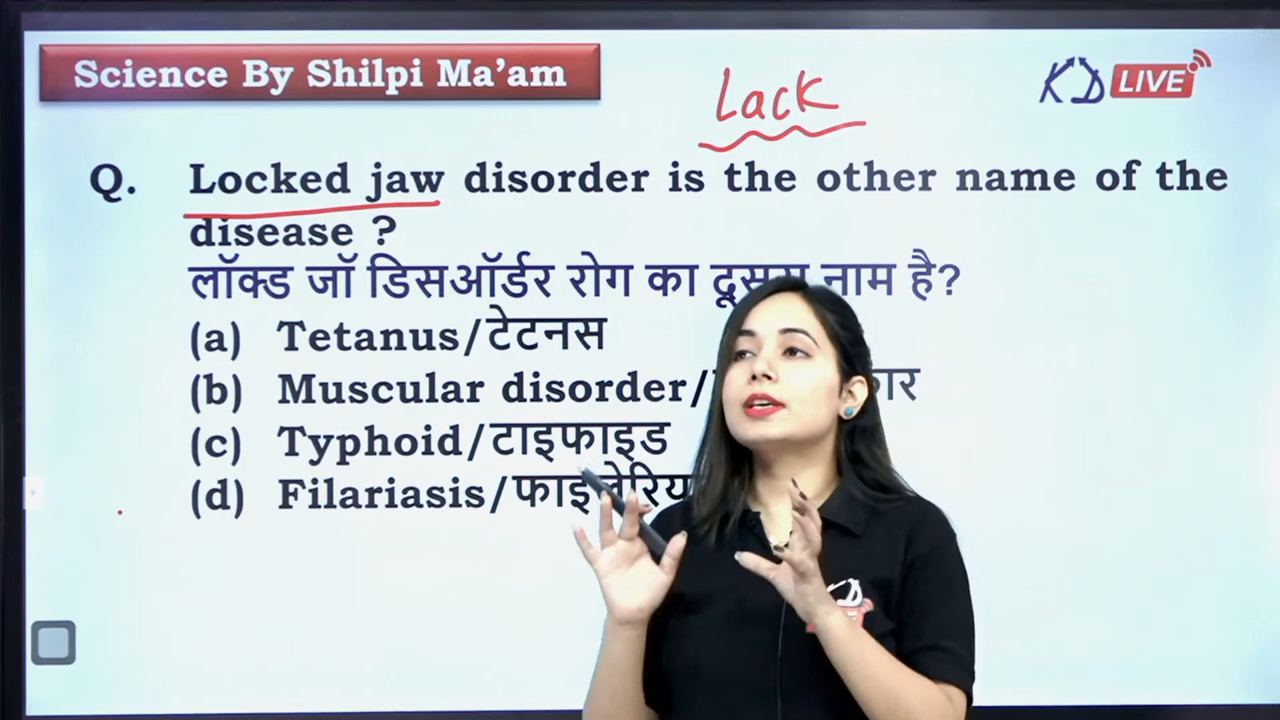 Science By Shilpi Ma’am
Lack
KD LIVE
Q. Locked jaw disorder is the other name of the
disease ?
लॉक्ड जॉ डिसऑर्डर रोग का नाम है?
(a) Tetanus/टेटनस
(b) Muscular disorder/
(c) Typhoid/टाइफाइड
(d) Filariasis/